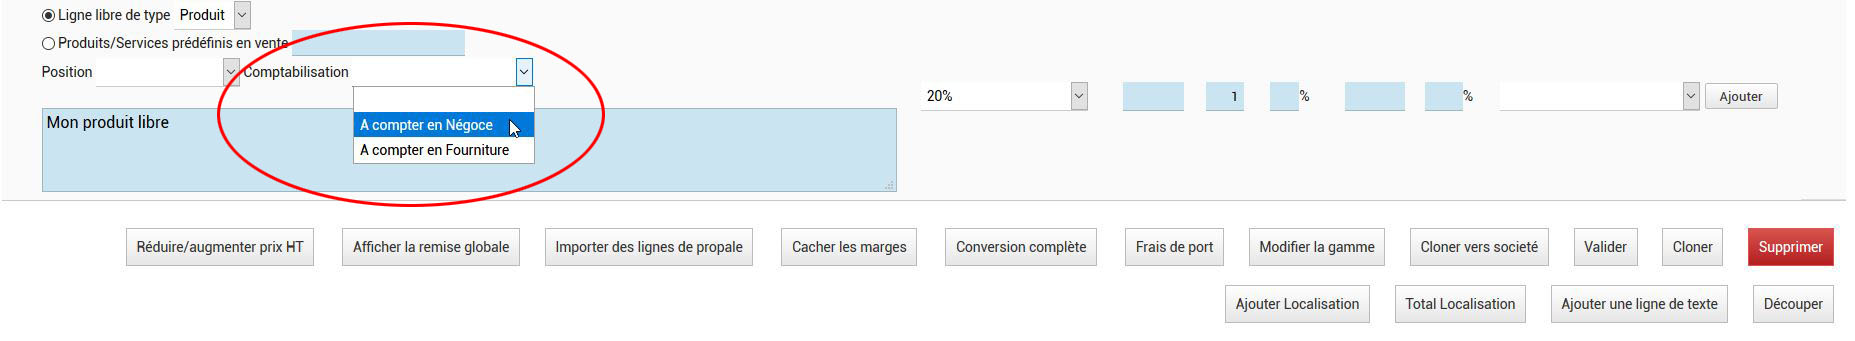 Ligne libre de type Produit
Produits/Services prédéfinis en vente
Position Comptabilisation
20% 1 % % Ajouter
A compter en Négoce
A compter en Fourniture
Mon produit libre
Réduire/augmenter prix HT Afficher la remise globale Importer des lignes de propale Cacher les marges Conversion complète Frais de port Modifier la gamme Cloner vers societé Valider Cloner Supprimer
Ajouter Localisation Total Localisation Ajouter une ligne de texte Découper